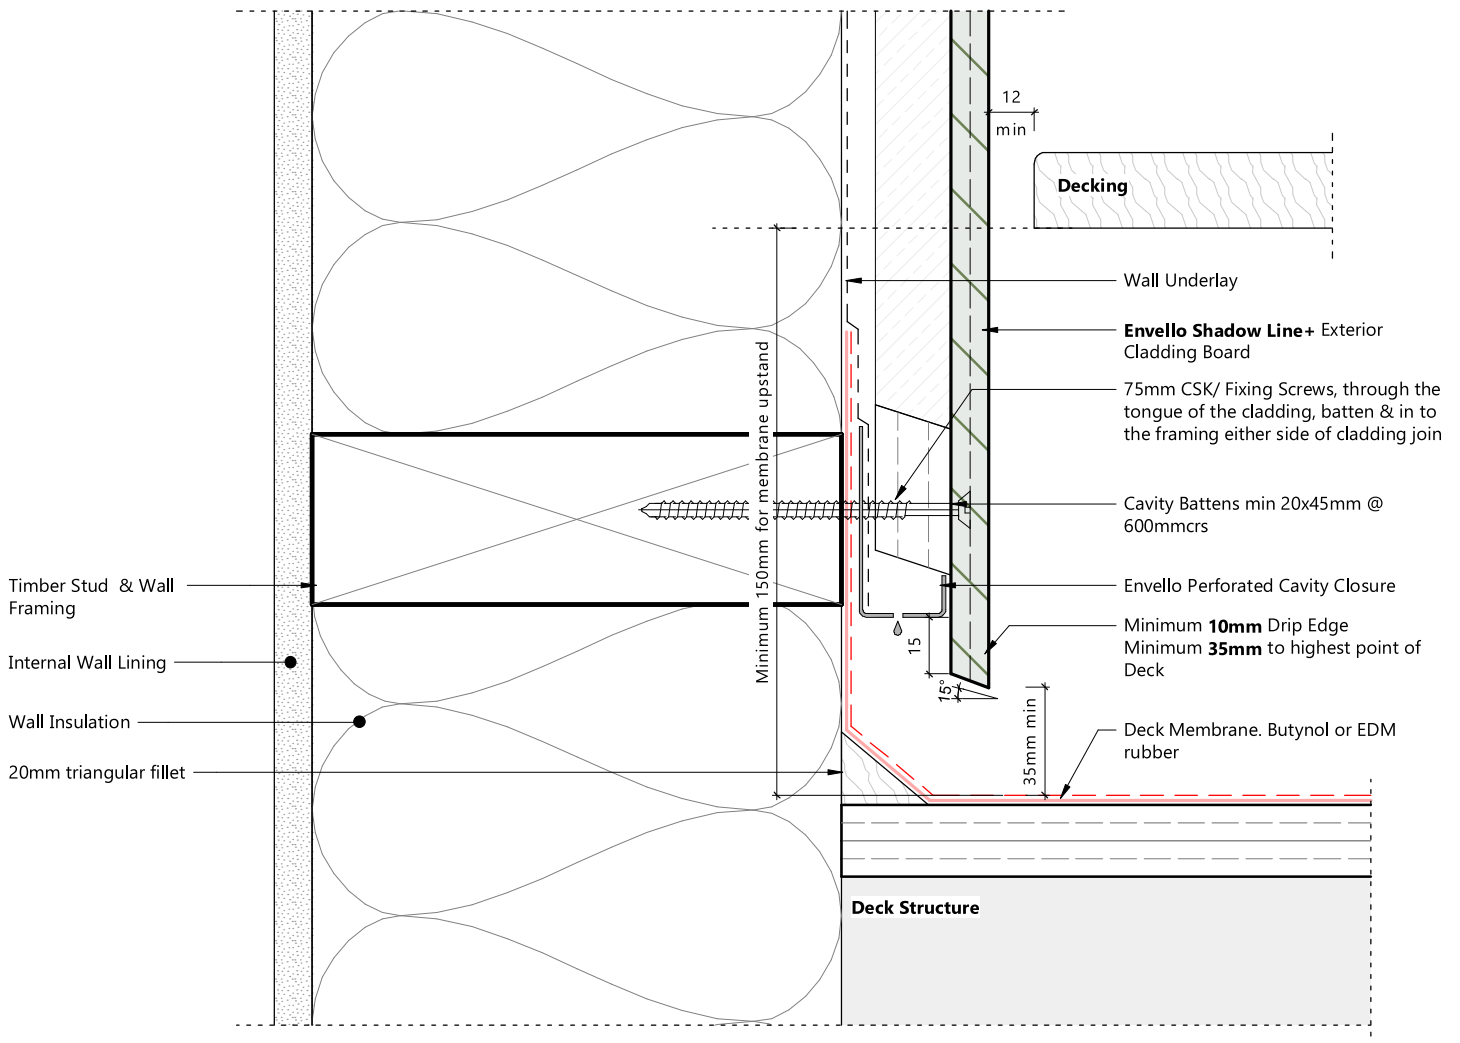 12
min
Decking
Wall Underlay
Envello Shadow Line+ Exterior
Cladding Board
75mm CSK/ Fixing Screws, through the
tongue of the cladding, batten & in to
the framing either side of cladding join
Minimum 150mm for membrane upstand
Cavity Battens min 20x45mm @
600mmcrs
Timber Stud & Wall
Framing
Envello Perforated Cavity Closure
Minimum 10mm Drip Edge
Minimum 35mm to highest point of
Deck
15
15°
Internal Wall Lining
Wall Insulation
35mm min
Deck Membrane. Butynol or EDM
rubber
20mm triangular fillet
Deck Structure